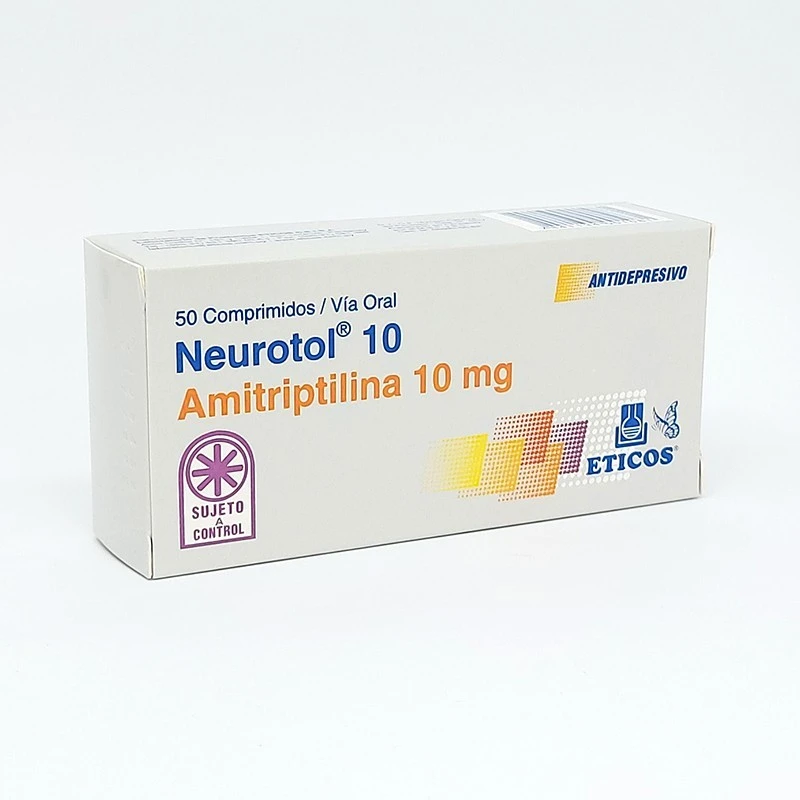 ANTIDEPRESIVO
50 Comprimidos / Vía Oral
Neurotol® 10
Amitriptilina 10 mg
ETICOS®
SUJETO
A
CONTROL